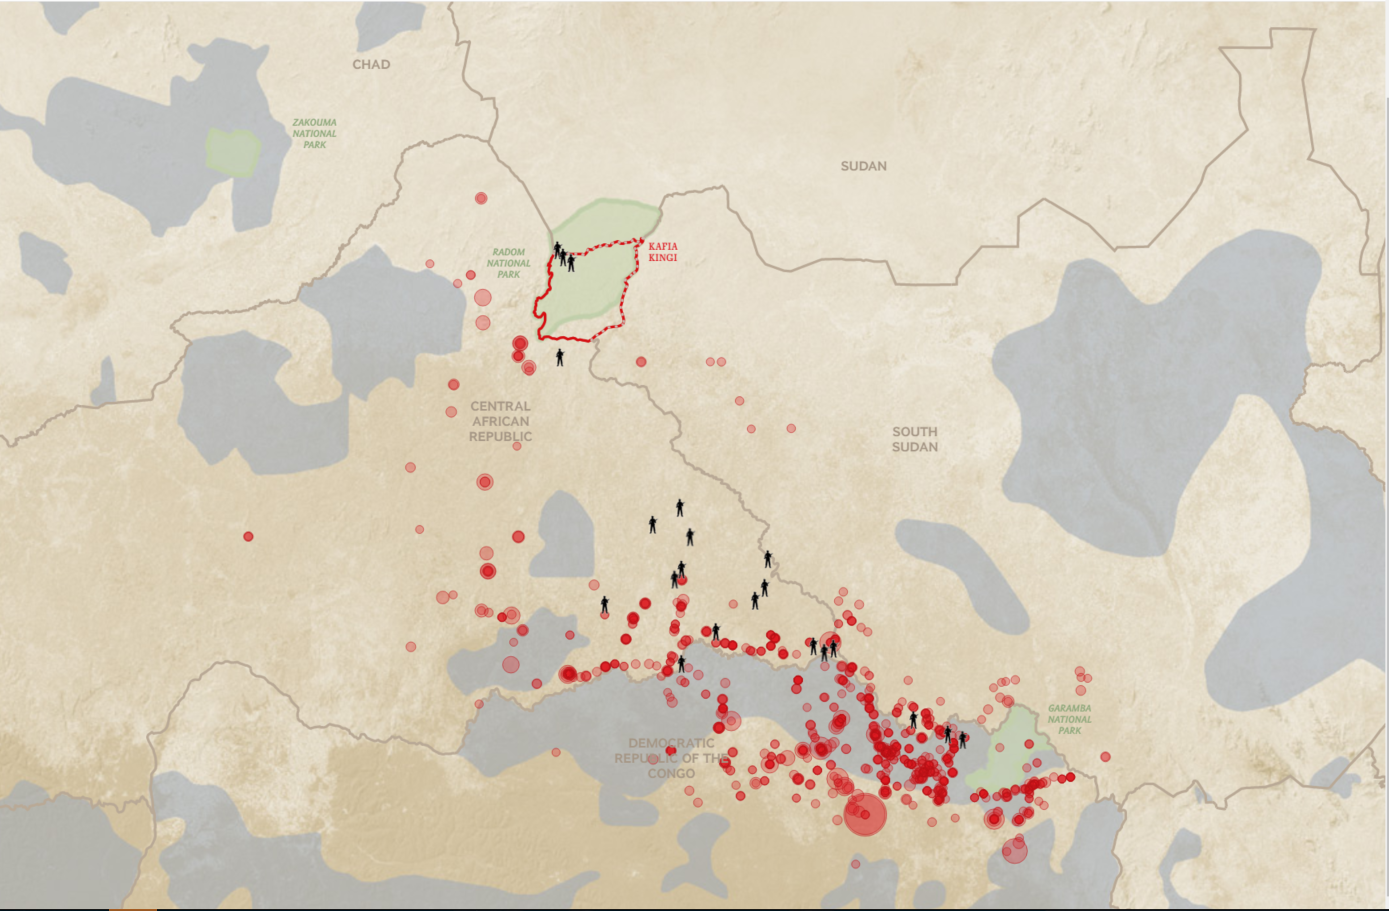 CHAD
ZAKOUMA
NATIONAL
PARK
SUDAN
RADOM
NATIONAL
PARK
KAFIA
KINGI
CENTRAL
AFRICAN
REPUBLIC
SOUTH
SUDAN
GARAMBA
NATIONAL
PARK
DEMOCRATIC
REPUBLIC OF THE
CONGO